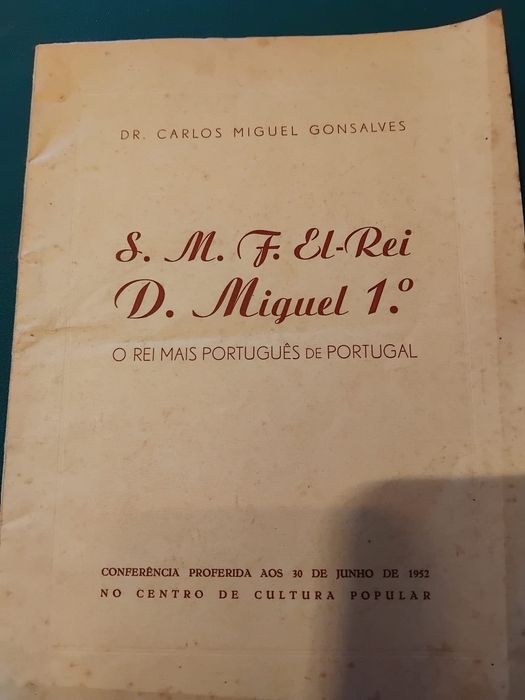 DR. CARLOS MIGUEL GONSALVES
S. M. F. El-Rei
D. Miguel 1.º
O REI MAIS PORTUGUÊS DE PORTUGAL
CONFERÊNCIA PROFERIDA AOS 30 DE JUNHO DE 1952
NO CENTRO DE CULTURA POPULAR